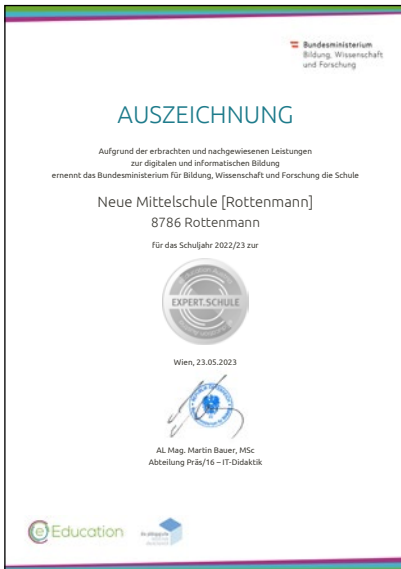 Bundesministerium
Bildung, Wissenschaft
und Forschung
AUSZEICHNUNG
Aufgrund der erbrachten und nachgewiesenen Leistungen
zur digitalen und informatischen Bildung
ernennt das Bundesministerium für Bildung, Wissenschaft und Forschung die Schule
Neue Mittelschule [Rottenmann]
8786 Rottenmann
für das Schuljahr 2022/23 zur
EXPERT.SCHULE
Wien, 23.05.2023
AL Mag. Martin Bauer, MSc
Abteilung Präs/16 – IT-Didaktik
eEducation